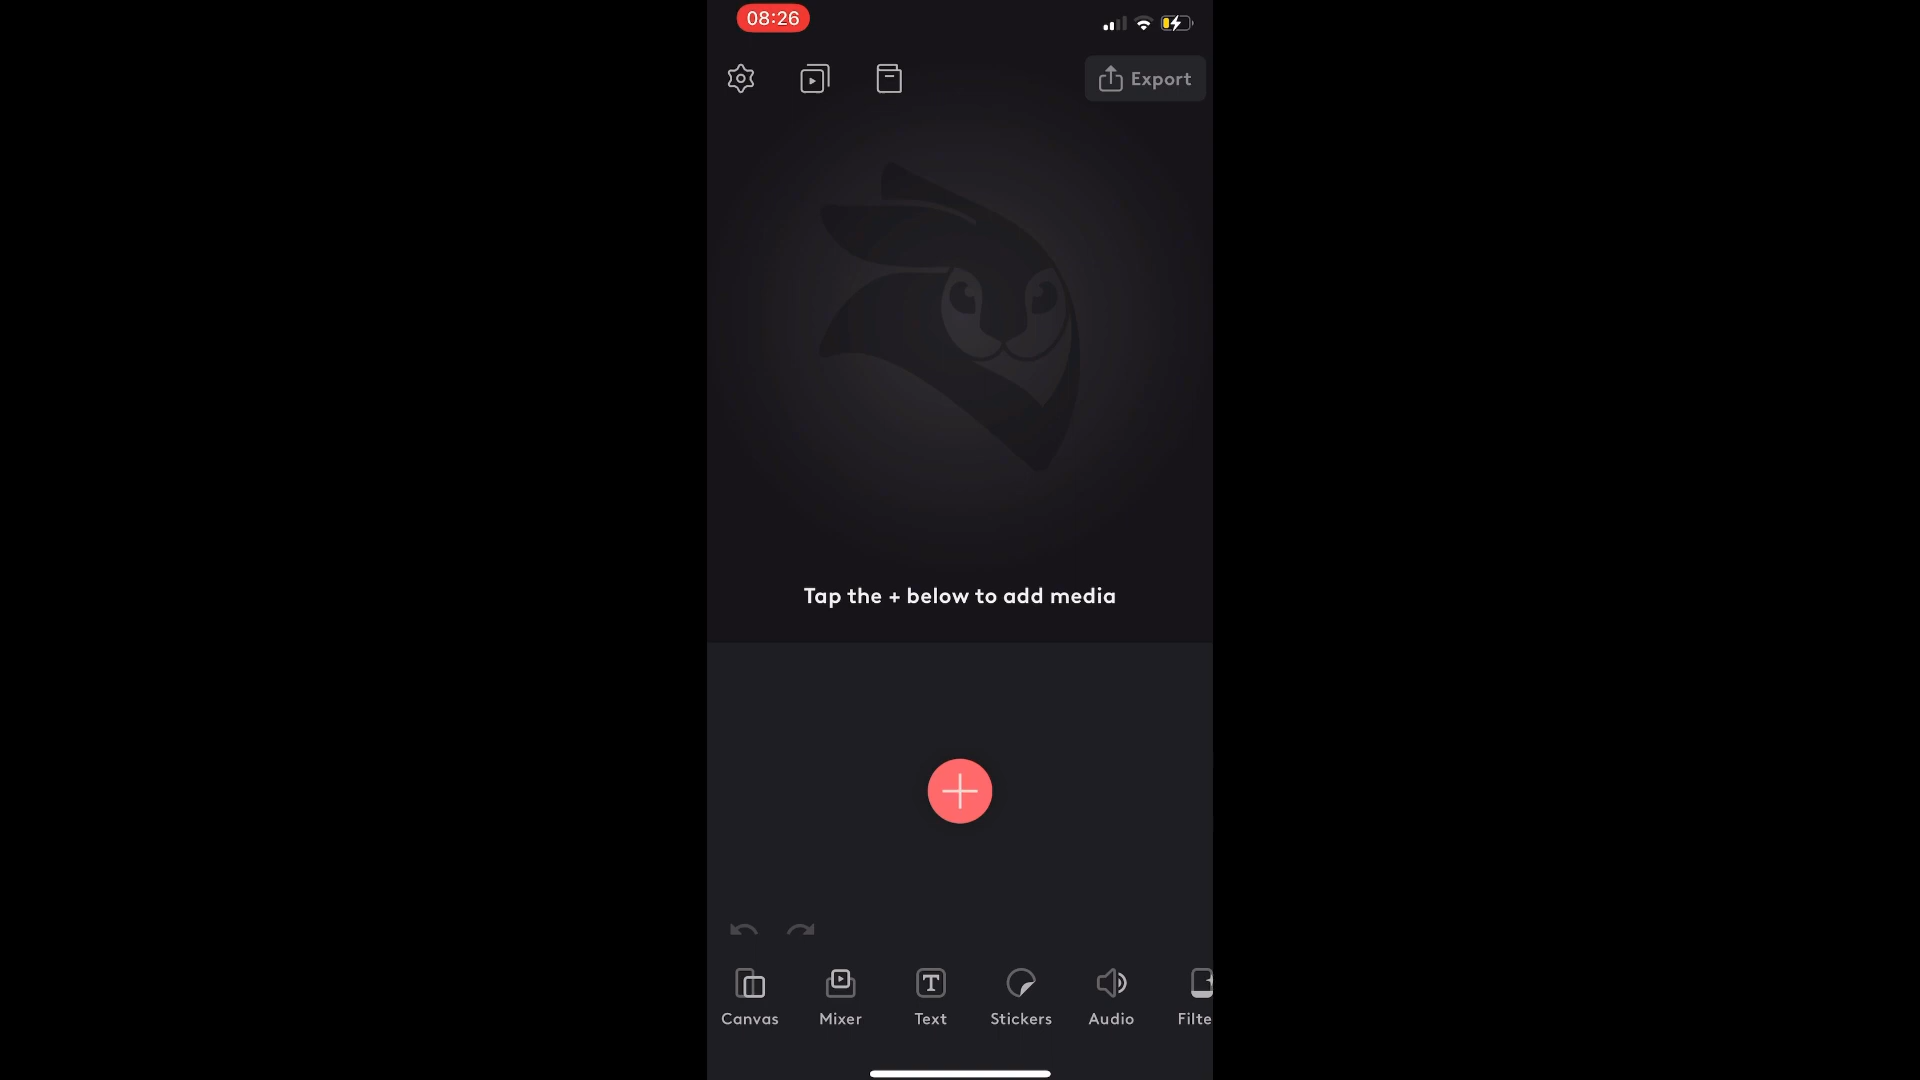 08:26
Export
Tap the + below to add media
Canvas Mixer Text Stickers Audio Filte